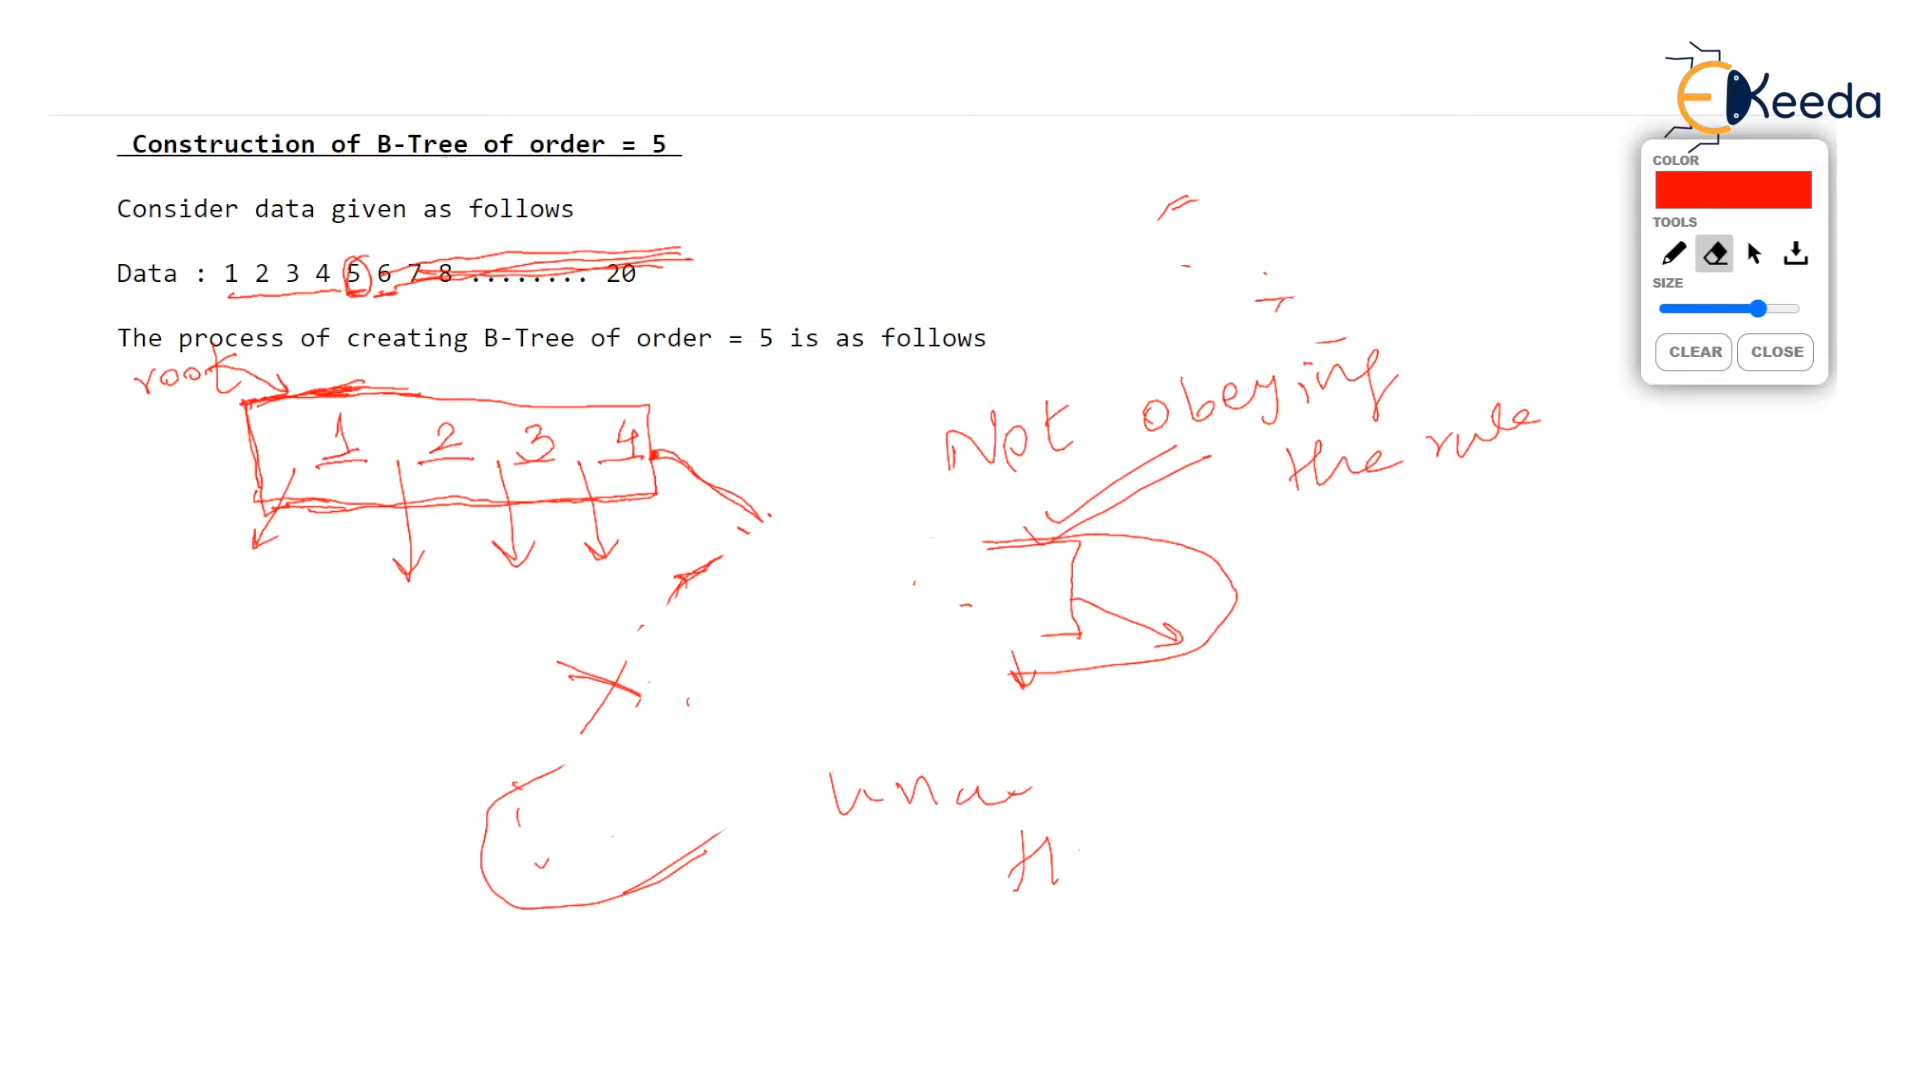 EKeeda
Construction of B-Tree of order = 5
COLOR
Consider data given as follows
TOOLS
Data : 1 2 3 4 5 6 7 8 ........ 20
SIZE
The process of creating B-Tree of order = 5 is as follows
CLEAR CLOSE
root
1 2 3 4
Not obeying
the rule